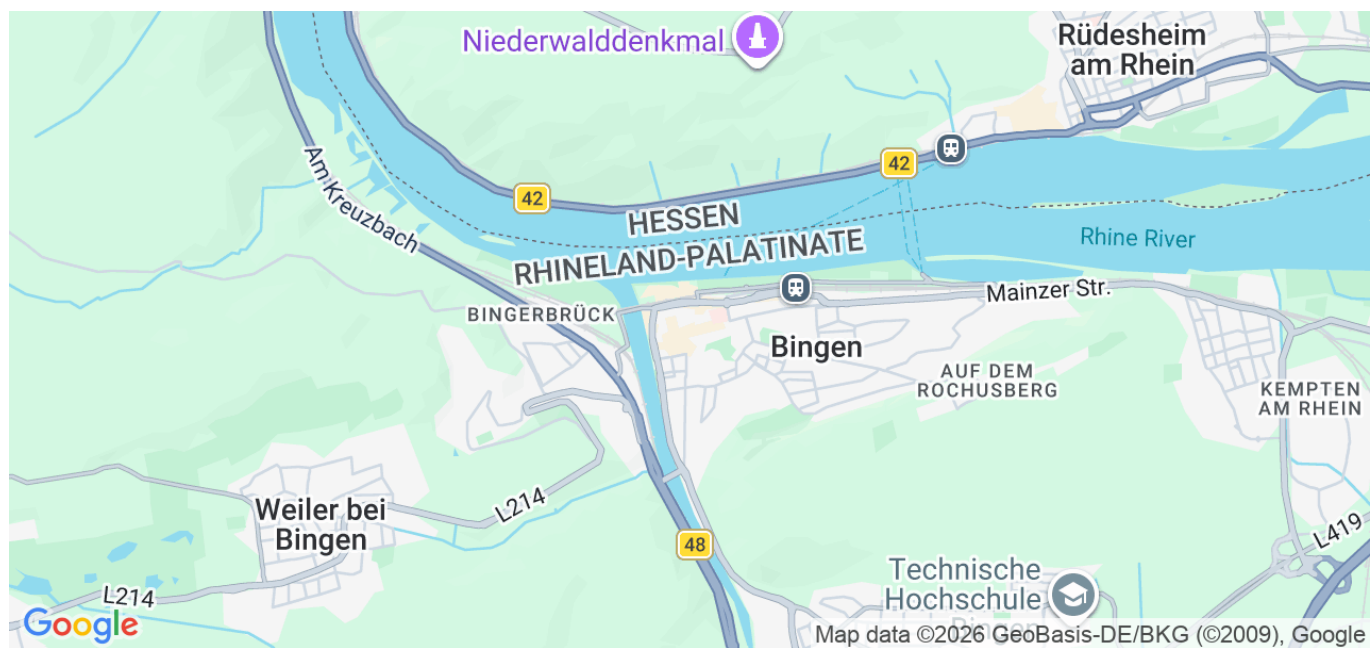 Niederwalddenkmal
Rüdesheim
am Rhein
42
42
Am Kreuzbach
HESSEN
RHINELAND-PALATINATE
Rhine River
Mainzer Str.
BINGERBRÜCK
Bingen
AUF DEM
ROCHUSBERG
KEMPTEN
AM RHEIN
Weiler bei
Bingen
L214
L419
48
L214
Technische
Hochschule
Bingen
Google
Map data ©2026 GeoBasis-DE/BKG (©2009), Google